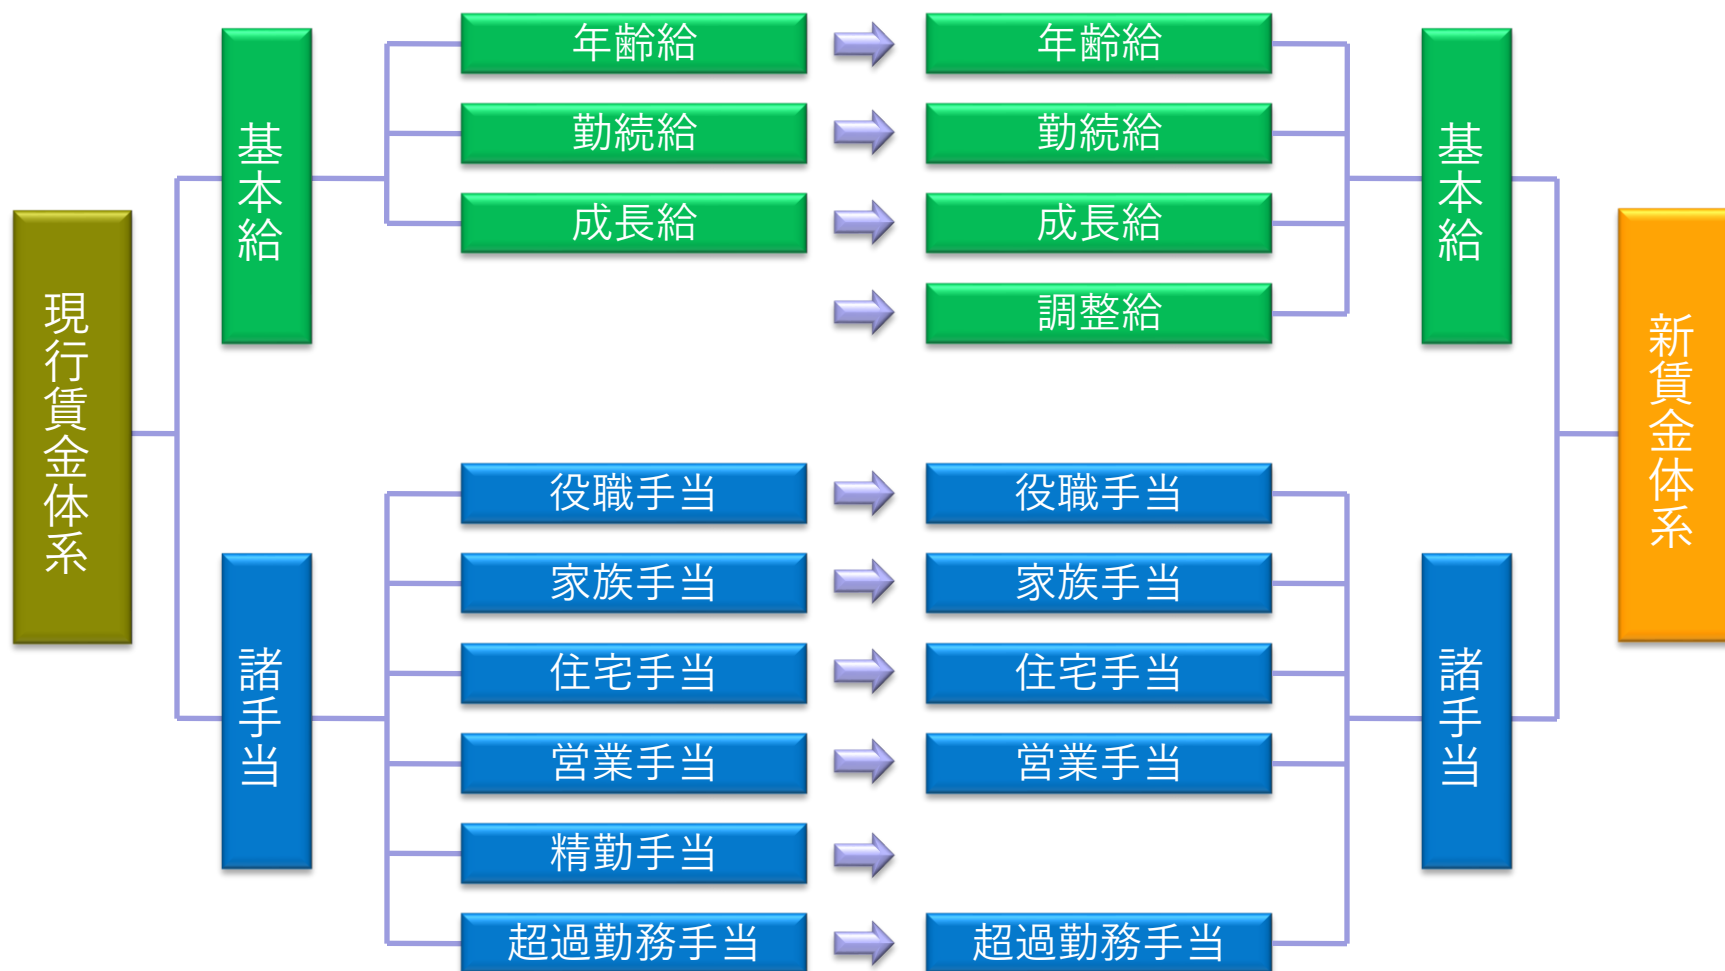 現行賃金体系
基本給
年齢給
年齢給
勤続給
勤続給
成長給
成長給
調整給
基本給
諸手当
役職手当
役職手当
家族手当
家族手当
住宅手当
住宅手当
営業手当
営業手当
精勤手当
超過勤務手当
超過勤務手当
諸手当
新賃金体系